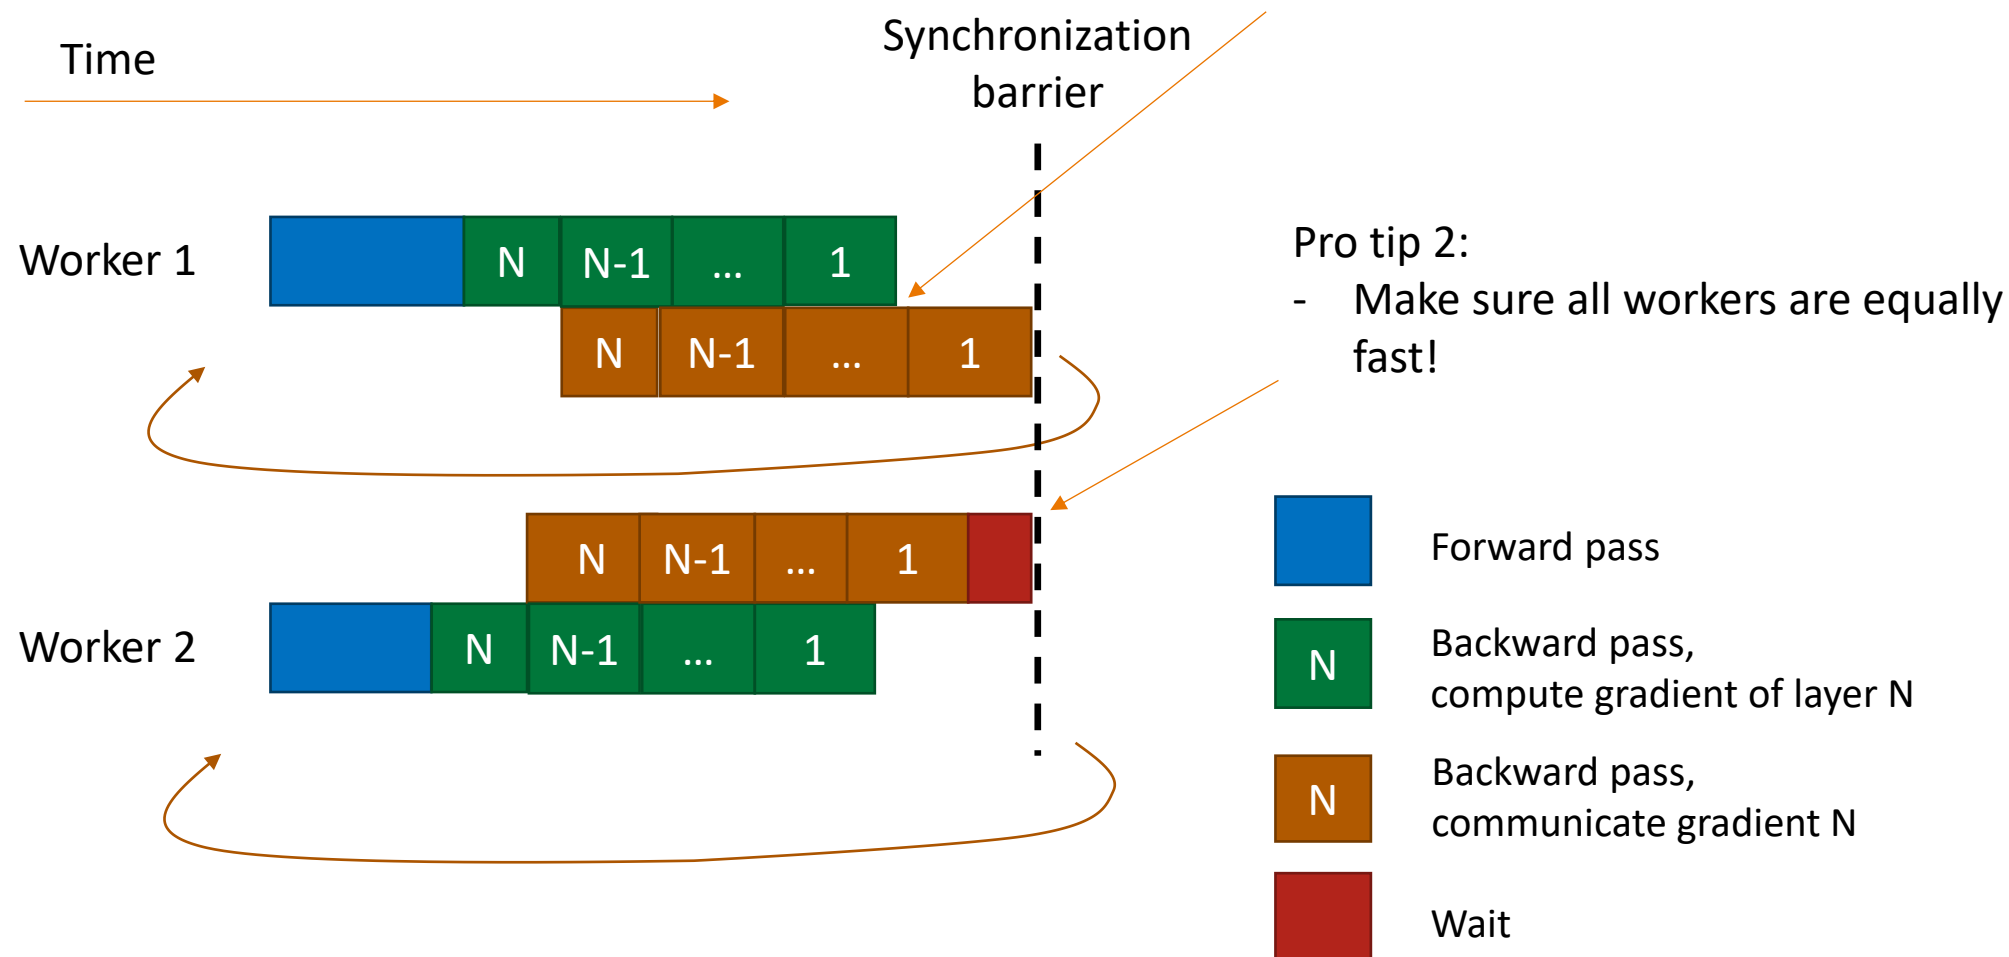 Time
Synchronization
barrier
Worker 1
N
N-1
...
1
N
N-1
...
1
Pro tip 2:
- Make sure all workers are equally
fast!
N
N-1
...
1
Worker 2
N
N-1
...
1
Forward pass
N
Backward pass,
compute gradient of layer N
N
Backward pass,
communicate gradient N
Wait